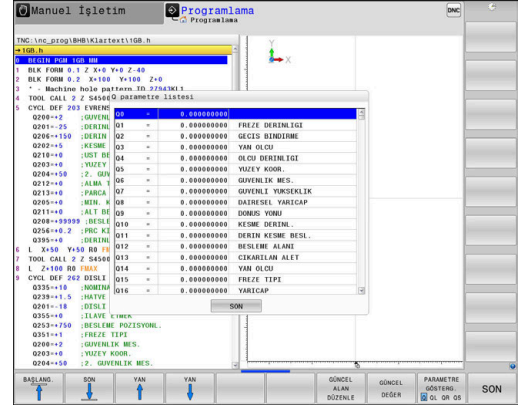 Manuel İşletim
Programlama
Programlama
DNC
TNC:\nc_prog\BHB\Klartext\1GB.h
→1GB.h
0 BEGIN PGM 1GB MM
1 BLK FORM 0.1 Z X+0 Y+0 Z-40
2 BLK FORM 0.2 X+100 Y+100 Z+0
3 * - Machine hole pattern ID 27943KL1
4 TOOL CALL 2 Z S4500
5 CYCL DEF 203 EVRENS
Q200=+2 ;GUVENL
Q201=-25 ;DERINL
Q206=+150 ;DERIN
Q202=+5 ;KESME
Q210=+0 ;UST BE
Q203=+0 ;YUZEY
Q204=+50 ;2. GUV
Q212=+0 ;ALMA T
Q213=+0 ;PARCA
Q205=+0 ;MIN. K
Q211=+0 ;ALT BE
Q208=+99999 ;BESLE
Q256=+0.2 ;PRC KI
Q395=+0 ;DERINL
6 L X+50 Y+50 R0 FM
7 TOOL CALL 2 Z S4500
8 L Z+100 R0 FMAX
9 CYCL DEF 262 DISLI
Q335=+10 ;NOMINA
Q239=+1.5 ;HATVE
Q201=-18 ;DISLI
Q355=+0 ;ILAVE ETMEK
Q253=+750 ;BESLEME POZISYONL.
Q351=+1 ;FREZE TIPI
Q200=+2 ;GUVENLIK MES.
Q203=+0 ;YUZEY KOOR.
Q204=+50 ;2. GUVENLIK MES.
Q parametre listesi
Q0 = 0.000000000
Q1 = 0.000000000 FREZE DERINLIGI
Q2 = 0.000000000 GECIS BINDIRME
Q3 = 0.000000000 YAN OLCU
Q4 = 0.000000000 OLCU DERINLIGI
Q5 = 0.000000000 YUZEY KOOR.
Q6 = 0.000000000 GUVENLIK MES.
Q7 = 0.000000000 GUVENLI YUKSEKLIK
Q8 = 0.000000000 DAIRESEL YARICAP
Q9 = 0.000000000 DONUS YONU
Q10 = 0.000000000 KESME DERINL.
Q11 = 0.000000000 DERIN KESME BESL.
Q12 = 0.000000000 BESLEME ALANI
Q13 = 0.000000000 CIKARILAN ALET
Q14 = 0.000000000 YAN OLCU
Q15 = 0.000000000 FREZE TIPI
Q16 = 0.000000000 YARICAP
SON
Y
X
BAŞLANG.
SON
YAN
YAN
GÜNCEL
ALAN
DÜZENLE
GÜNCEL
DEĞER
PARAMETRE
GÖSTERG.
Q QL QR QS
SON